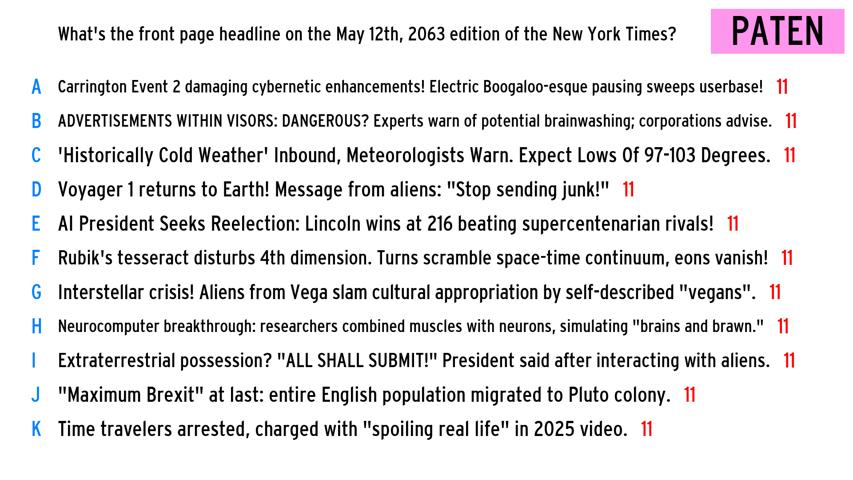 What's the front page headline on the May 12th, 2063 edition of the New York Times?
PATEN
A Carrington Event 2 damaging cybernetic enhancements! Electric Boogaloo-esque pausing sweeps userbase! 11
B ADVERTISEMENTS WITHIN VISORS: DANGEROUS? Experts warn of potential brainwashing; corporations advise. 11
C 'Historically Cold Weather' Inbound, Meteorologists Warn. Expect Lows Of 97-103 Degrees. 11
D Voyager 1 returns to Earth! Message from aliens: "Stop sending junk!" 11
E AI President Seeks Reelection: Lincoln wins at 216 beating supercentenarian rivals! 11
F Rubik's tesseract disturbs 4th dimension. Turns scramble space-time continuum, eons vanish! 11
G Interstellar crisis! Aliens from Vega slam cultural appropriation by self-described "vegans". 11
H Neurocomputer breakthrough: researchers combined muscles with neurons, simulating "brains and brawn." 11
I Extraterrestrial possession? "ALL SHALL SUBMIT!" President said after interacting with aliens. 11
J "Maximum Brexit" at last: entire English population migrated to Pluto colony. 11
K Time travelers arrested, charged with "spoiling real life" in 2025 video. 11